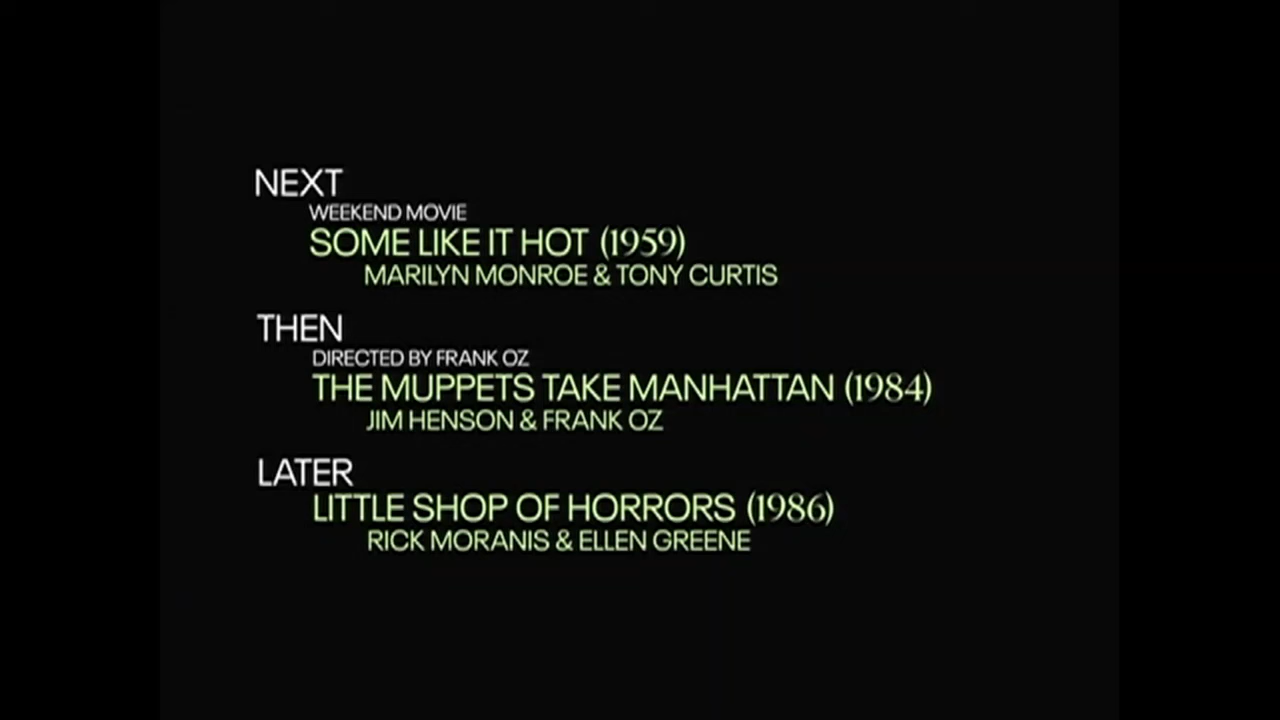 NEXT
WEEKEND MOVIE
SOME LIKE IT HOT (1959)
MARILYN MONROE & TONY CURTIS
THEN
DIRECTED BY FRANK OZ
THE MUPPETS TAKE MANHATTAN (1984)
JIM HENSON & FRANK OZ
LATER
LITTLE SHOP OF HORRORS (1986)
RICK MORANIS & ELLEN GREENE